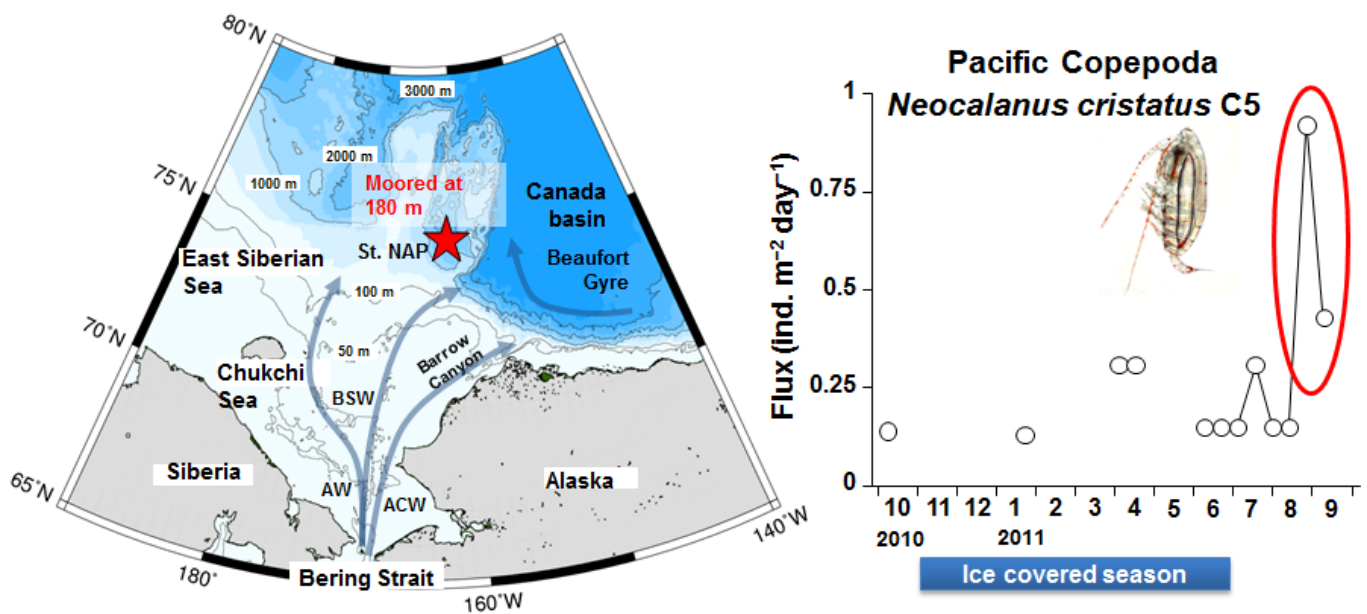 80˚N
3000 m
2000 m
1000 m
75˚N
Moored at
180 m
Canada
basin
St. NAP
East Siberian
Sea
Beaufort
Gyre
100 m
70˚N
50 m
Barrow
Canyon
Chukchi
Sea
BSW
Siberia
Alaska
65˚N
AW
ACW
140˚W
180˚
Bering Strait
160˚W
Pacific Copepoda
Neocalanus cristatus C5
Flux (ind. m⁻² day⁻¹)
1
0.75
0.5
0.25
0
10 11 12 1 2 3 4 5 6 7 8 9
2010 2011
Ice covered season